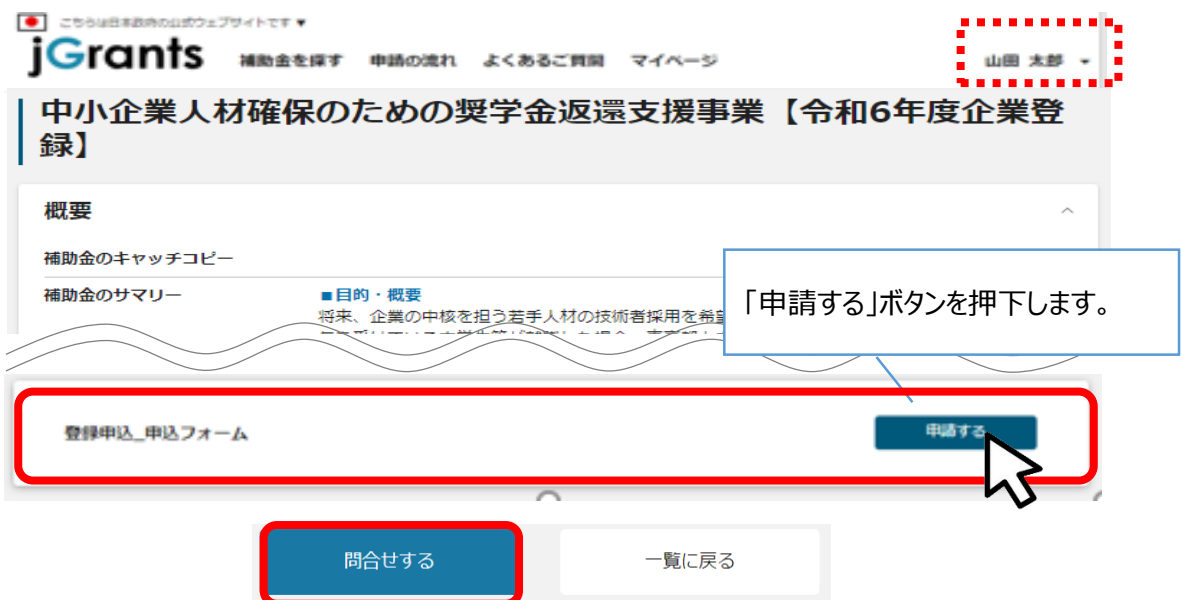 こちらは日本政府の公式ウェブサイトです ▼
jGrants 補助金を探す 申請の流れ よくあるご質問 マイページ 山田 太郎
中小企業人材確保のための奨学金返還支援事業【令和6年度企業登
録】
概要
補助金のキャッチコピー
補助金のサマリー ■目的・概要
将来、企業の中核を担う若手人材の技術者採用を希望
「申請する」ボタンを押下します。
登録申込_申込フォーム 申請する
問合せする 一覧に戻る